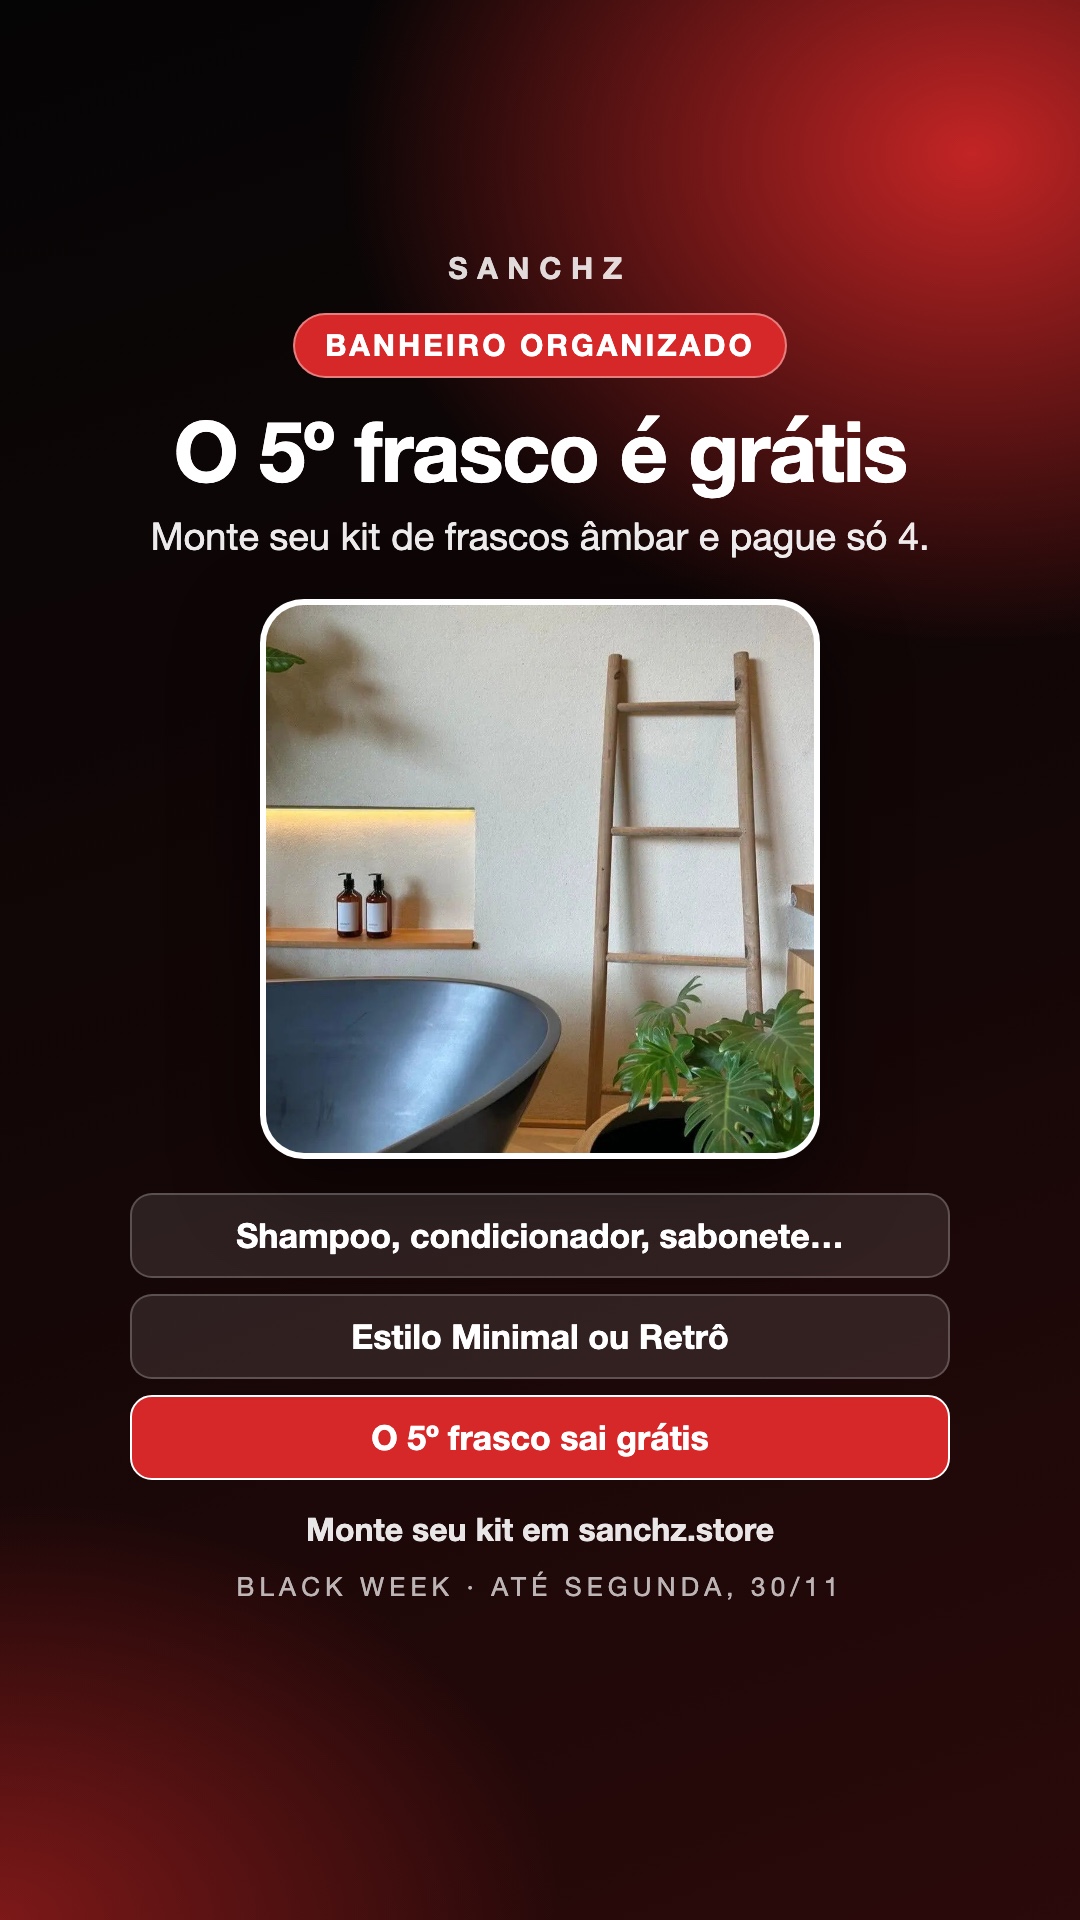 SANCHZ
BANHEIRO ORGANIZADO
O 5º frasco é grátis
Monte seu kit de frascos âmbar e pague só 4.
Shampoo, condicionador, sabonete...
Estilo Minimal ou Retrô
O 5º frasco sai grátis
Monte seu kit em sanchz.store
BLACK WEEK · ATÉ SEGUNDA, 30/11